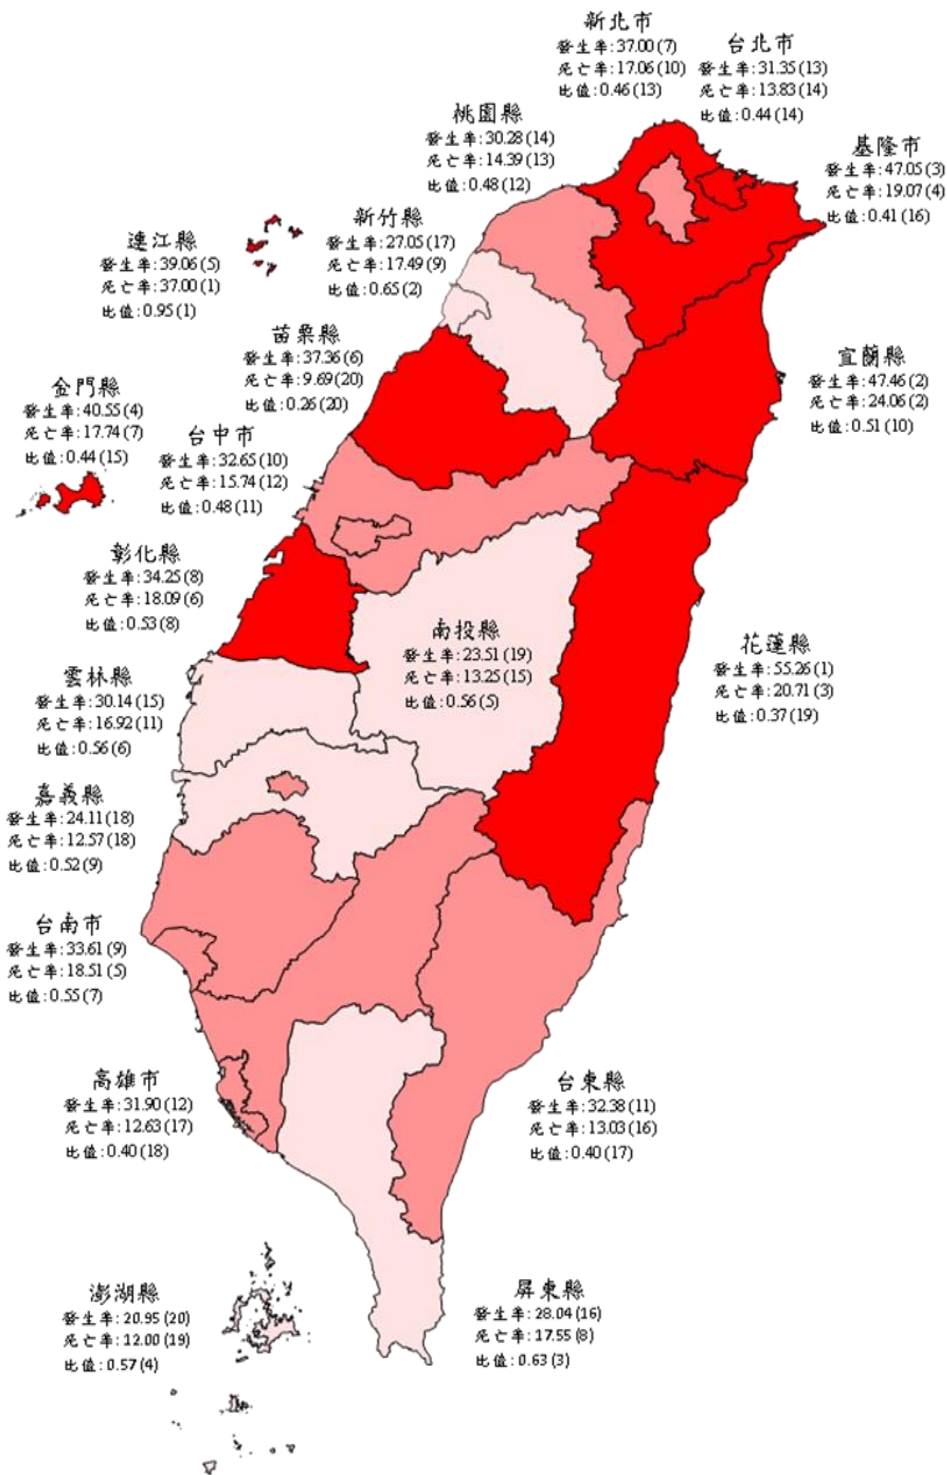 新北市
發生率:37.00(7)
死亡率:17.06(10)
比值:0.46(13)
台北市
發生率:31.35(13)
死亡率:13.83(14)
比值:0.44(14)
桃園縣
發生率:30.28(14)
死亡率:14.39(13)
比值:0.48(12)
基隆市
發生率:47.05(3)
死亡率:19.07(4)
比值:0.41(16)
新竹縣
發生率:27.05(17)
死亡率:17.49(9)
比值:0.65(2)
連江縣
發生率:39.06(5)
死亡率:37.00(1)
比值:0.95(1)
苗栗縣
發生率:37.36(6)
死亡率:9.69(20)
比值:0.26(20)
宜蘭縣
發生率:47.46(2)
死亡率:24.06(2)
比值:0.51(10)
金門縣
發生率:40.55(4)
死亡率:17.74(7)
比值:0.44(15)
台中市
發生率:32.65(10)
死亡率:15.74(12)
比值:0.48(11)
彰化縣
發生率:34.25(8)
死亡率:18.09(6)
比值:0.53(8)
南投縣
發生率:23.51(19)
死亡率:13.25(15)
比值:0.56(5)
花蓮縣
發生率:55.26(1)
死亡率:20.71(3)
比值:0.37(19)
雲林縣
發生率:30.14(15)
死亡率:16.92(11)
比值:0.56(6)
嘉義縣
發生率:24.11(18)
死亡率:12.57(18)
比值:0.52(9)
台南市
發生率:33.61(9)
死亡率:18.51(5)
比值:0.55(7)
高雄市
發生率:31.90(12)
死亡率:12.63(17)
比值:0.40(18)
台東縣
發生率:32.38(11)
死亡率:13.03(16)
比值:0.40(17)
澎湖縣
發生率:20.95(20)
死亡率:12.00(19)
比值:0.57(4)
屏東縣
發生率:28.04(16)
死亡率:17.55(8)
比值:0.63(3)